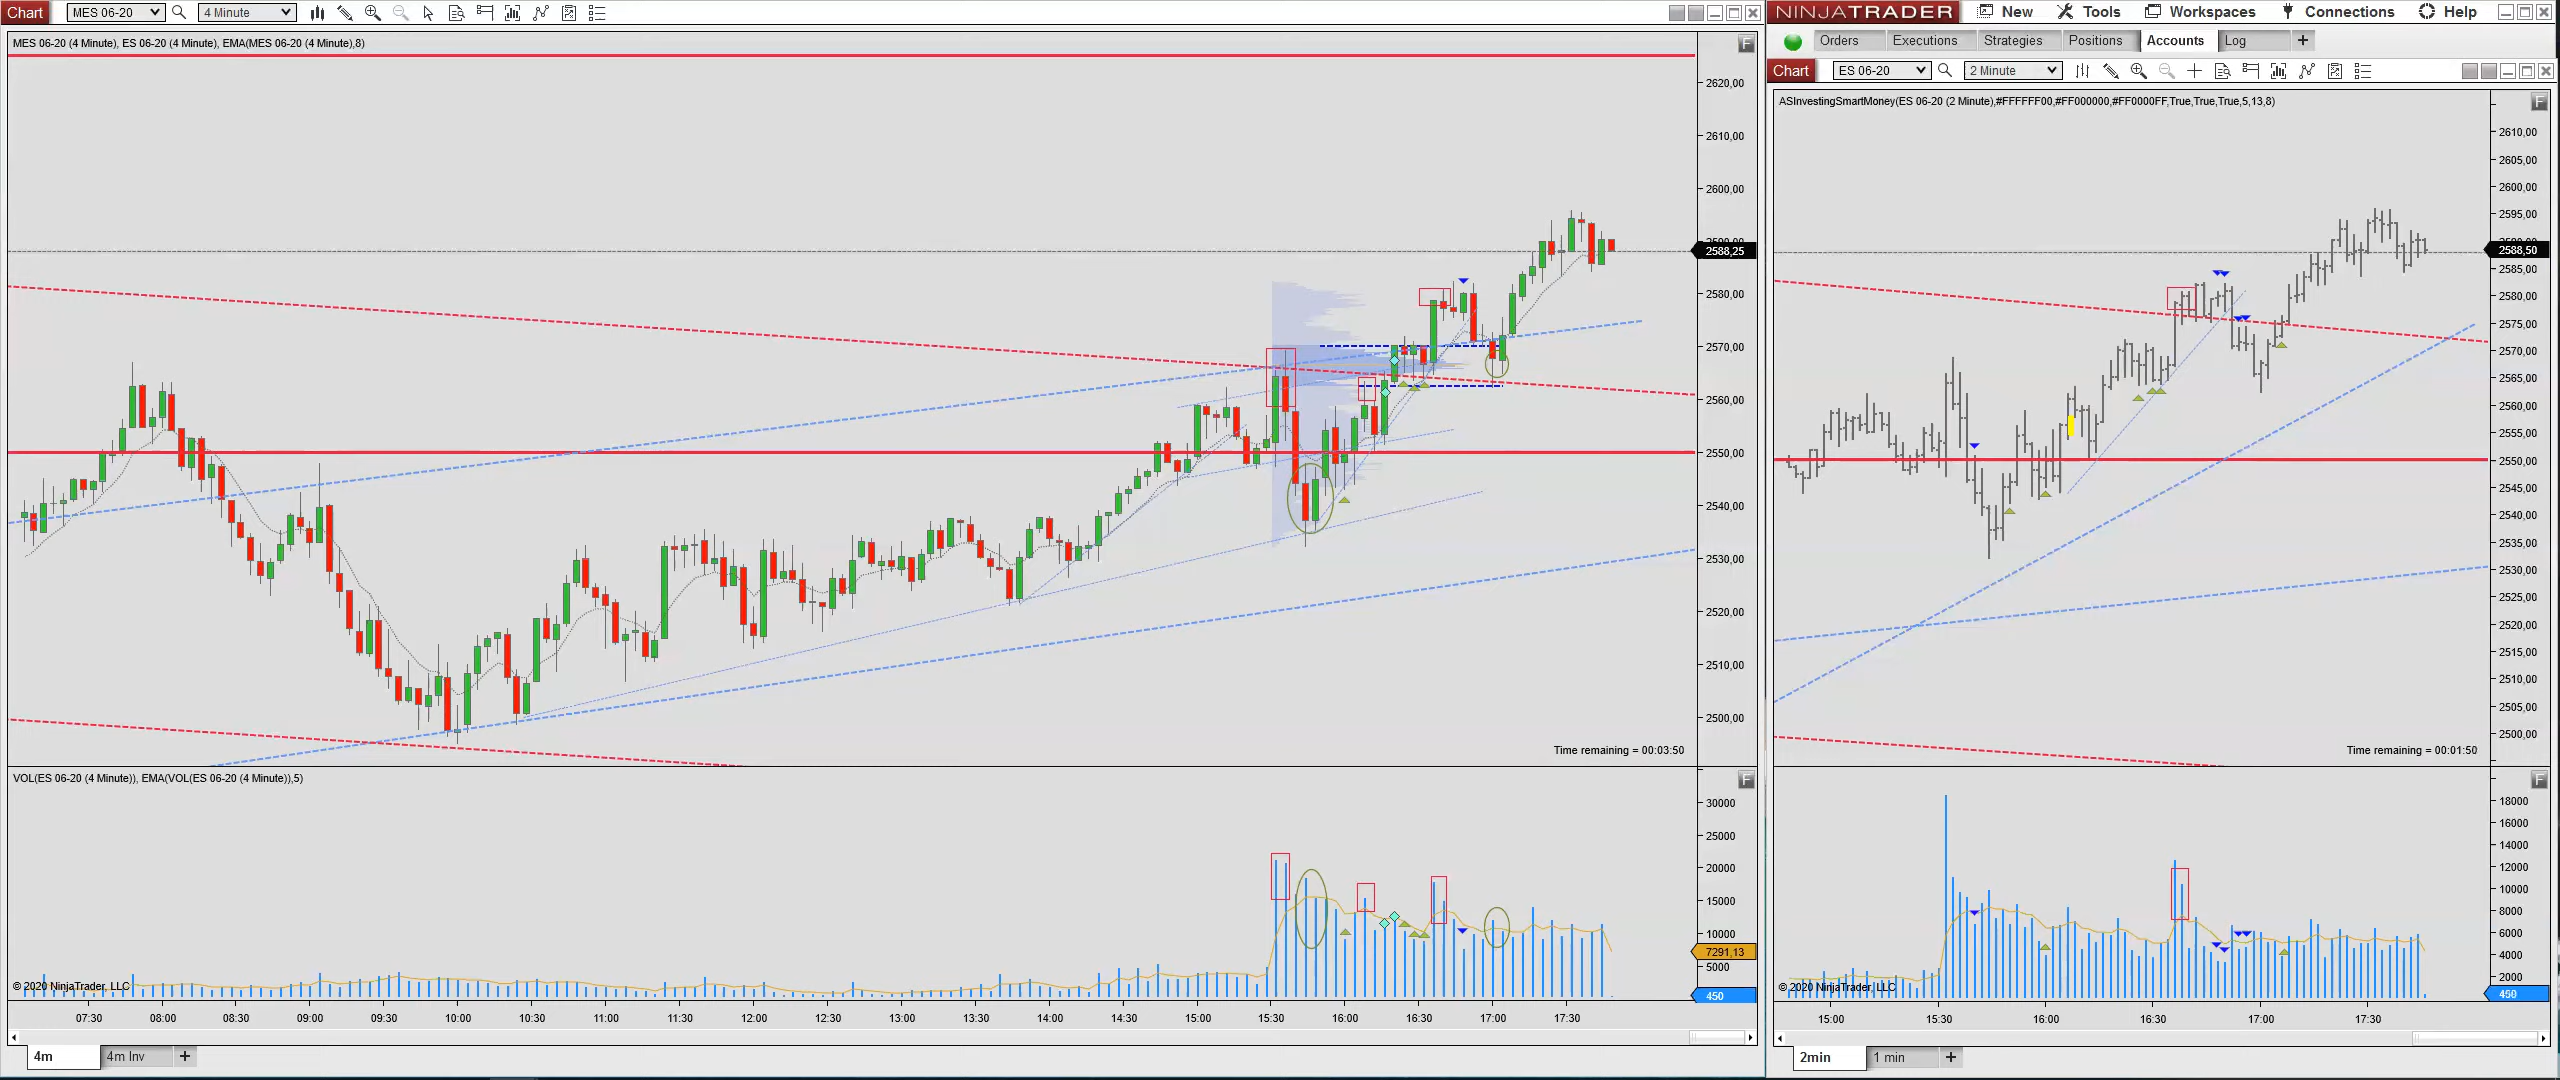 Chart MES 06-20 4 Minute
MES 06-20 (4 Minute), ES 06-20 (4 Minute), EMA(MES 06-20 (4 Minute),8)
F
2620,00
2610,00
2600,00
2588,25
2580,00
2570,00
2560,00
2550,00
2540,00
2530,00
2520,00
2510,00
2500,00
Time remaining = 00:03:50
VOL(ES 06-20 (4 Minute)), EMA(VOL(ES 06-20 (4 Minute)),5)
F
30000
25000
20000
15000
10000
7291,13
5000
450
© 2020 NinjaTrader, LLC
07:30 08:00 08:30 09:00 09:30 10:00 10:30 11:00 11:30 12:00 12:30 13:00 13:30 14:00 14:30 15:00 15:30 16:00 16:30 17:00 17:30
4m 4m Inv +
NINJATRADER New Tools Workspaces Connections Help
Orders Executions Strategies Positions Accounts Log +
Chart ES 06-20 2 Minute
ASInvestingSmartMoney(ES 06-20 (2 Minute),#FFFFFF00,#FF000000,#FF0000FF,True,True,True,5,13,8)
F
2610,00
2605,00
2600,00
2595,00
2588,50
2585,00
2580,00
2575,00
2570,00
2565,00
2560,00
2555,00
2550,00
2545,00
2540,00
2535,00
2530,00
2525,00
2520,00
2515,00
2510,00
2505,00
2500,00
Time remaining = 00:01:50
F
18000
16000
14000
12000
10000
8000
6000
4000
2000
450
© 2020 NinjaTrader, LLC
15:00 15:30 16:00 16:30 17:00 17:30
2min 1 min +